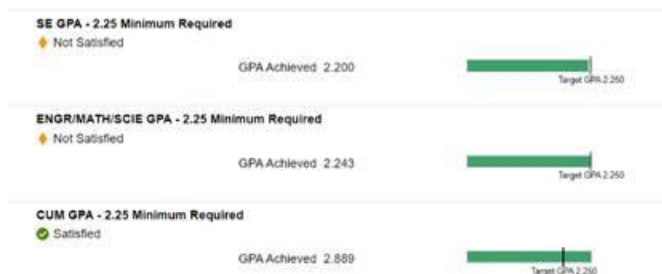 SE GPA - 2.25 Minimum Required
Not Satisfied
GPA Achieved 2.200
Target GPA 2.250
ENGR/MATH/SCIE GPA - 2.25 Minimum Required
Not Satisfied
GPA Achieved 2.243
Target GPA 2.250
CUM GPA - 2.25 Minimum Required
Satisfied
GPA Achieved 2.889
Target GPA 2.250